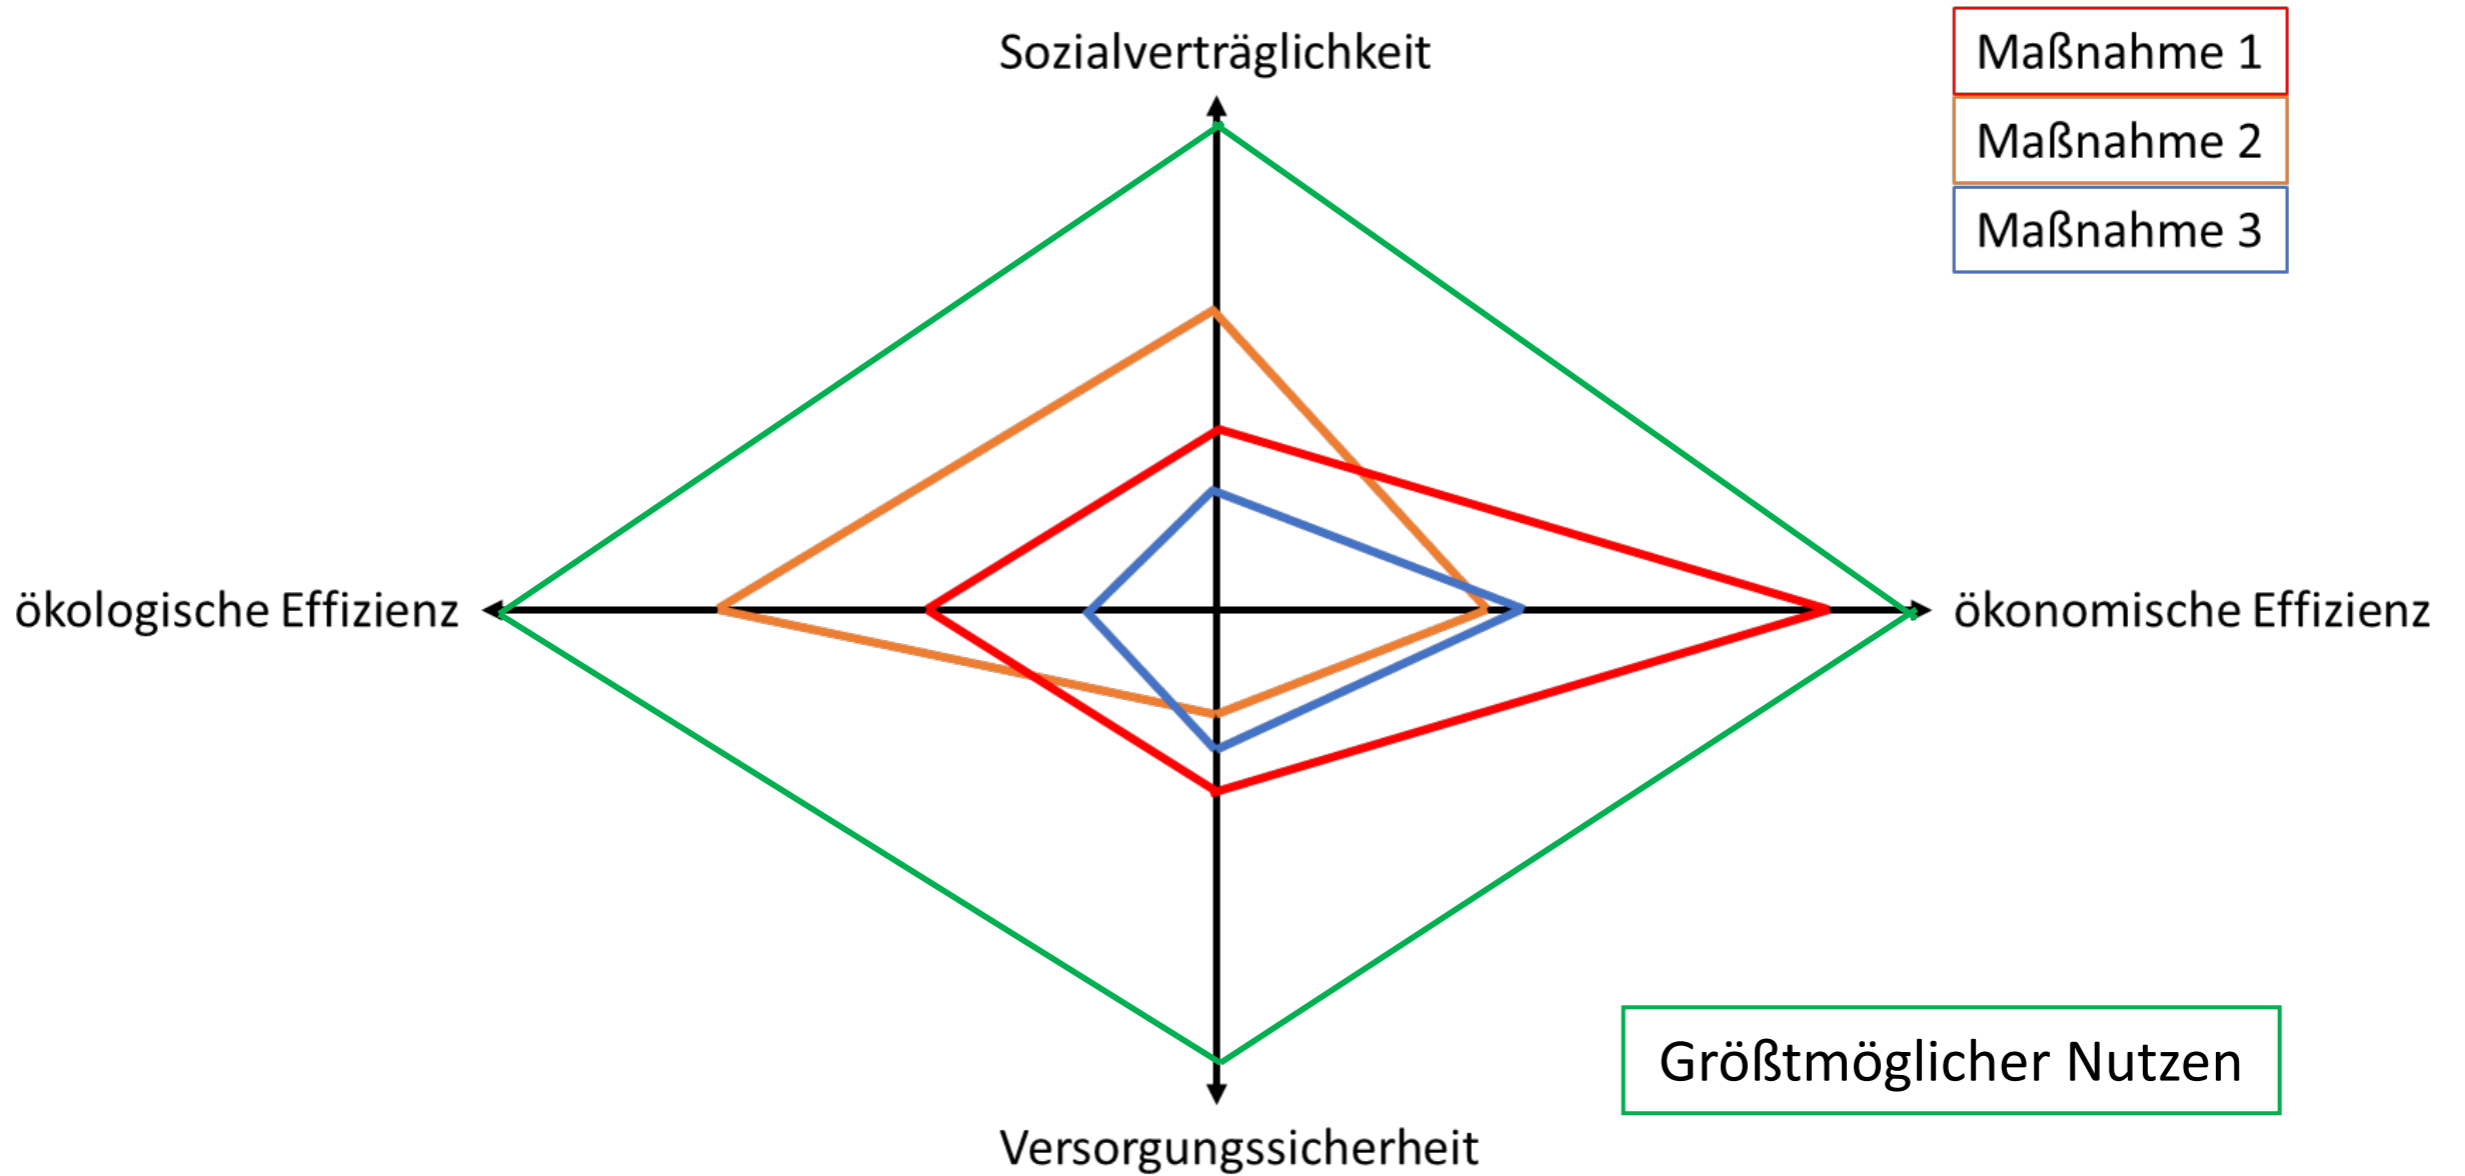 Sozialverträglichkeit
Maßnahme 1
Maßnahme 2
Maßnahme 3
ökologische Effizienz
ökonomische Effizienz
Größtmöglicher Nutzen
Versorgungssicherheit